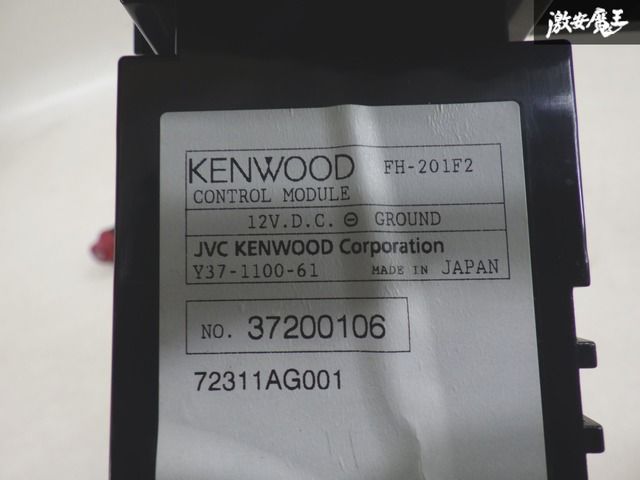 激安魔王
KENWOOD FH-201F2
CONTROL MODULE
12V.D.C. ⊖ GROUND
JVC KENWOOD Corporation
Y37-1100-61 MADE IN JAPAN
NO. 37200106
72311AG001